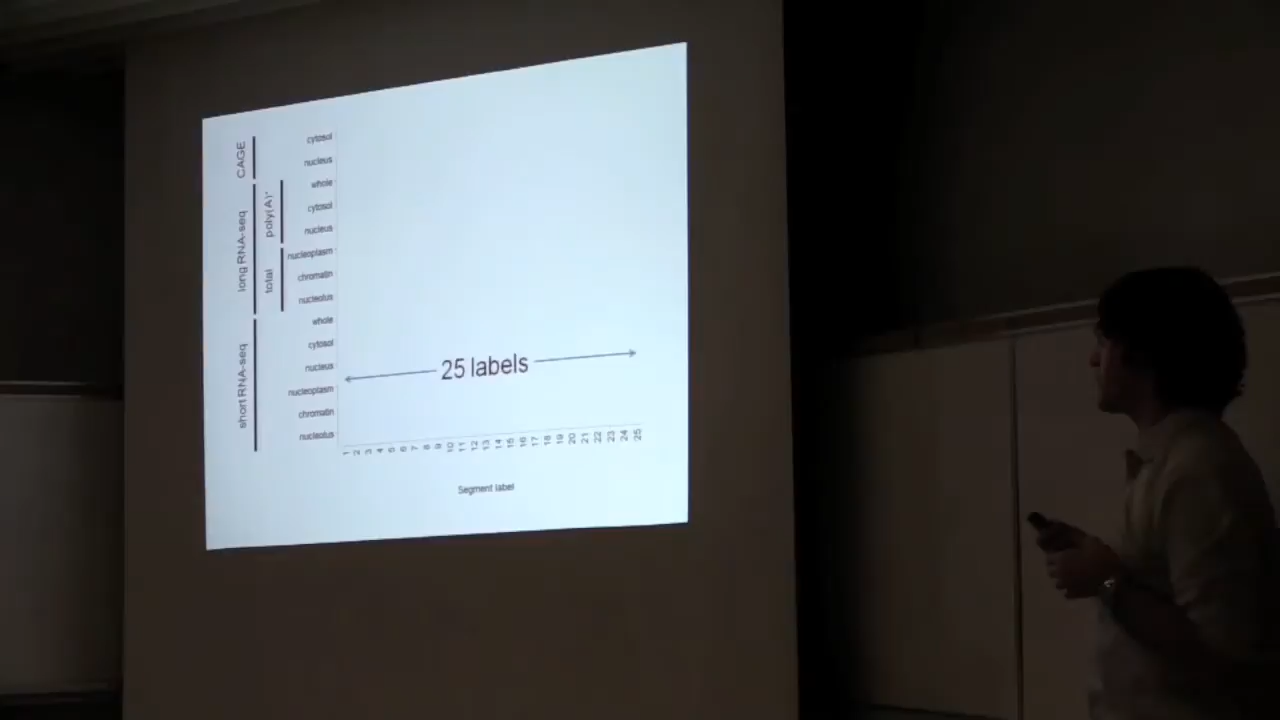 CAGE
cytosol
nucleus
long RNA-seq
poly(A)+
whole
cytosol
nucleus
total
nucleoplasm
chromatin
nucleolus
short RNA-seq
whole
cytosol
nucleus
nucleoplasm
chromatin
nucleolus
25 labels
1 2 3 4 5 6 7 8 9 10 11 12 13 14 15 16 17 18 19 20 21 22 23 24 25
Segment label